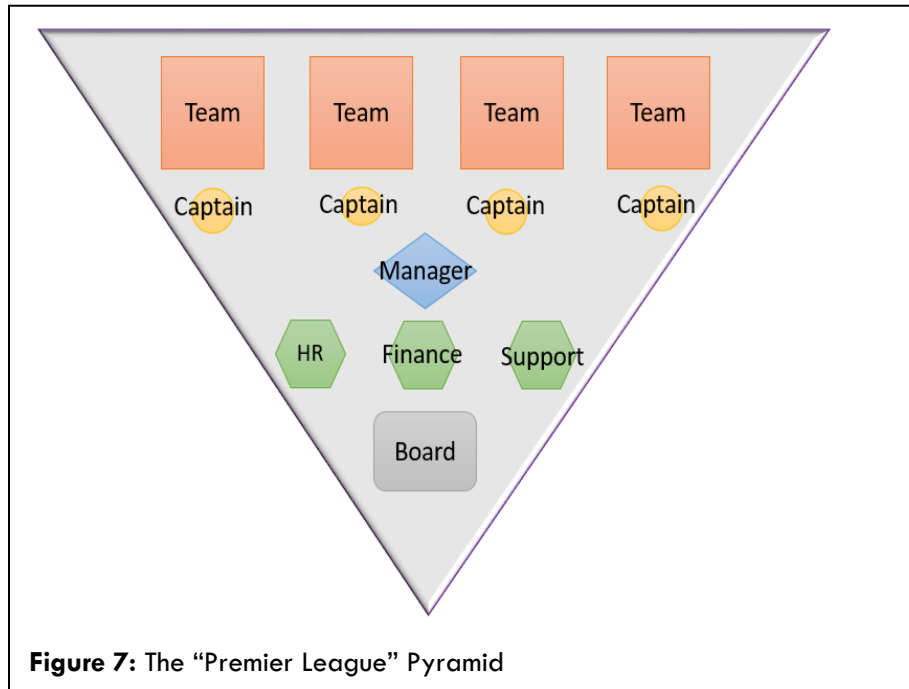 Team Team Team Team
Captain Captain Captain Captain
Manager
HR Finance Support
Board
Figure 7: The “Premier League” Pyramid